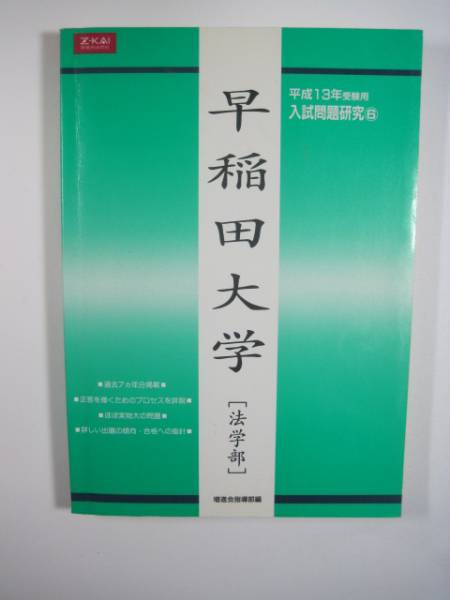 Z-KAI
平成13年受験用
入試問題研究⑥
早稲田大学
［法学部］
■過去7ヵ年分掲載■
■正答を導くためのプロセスを詳説■
■ほぼ実物大の問題■
■詳しい出題の傾向・合格への指針■
増進会指導部編